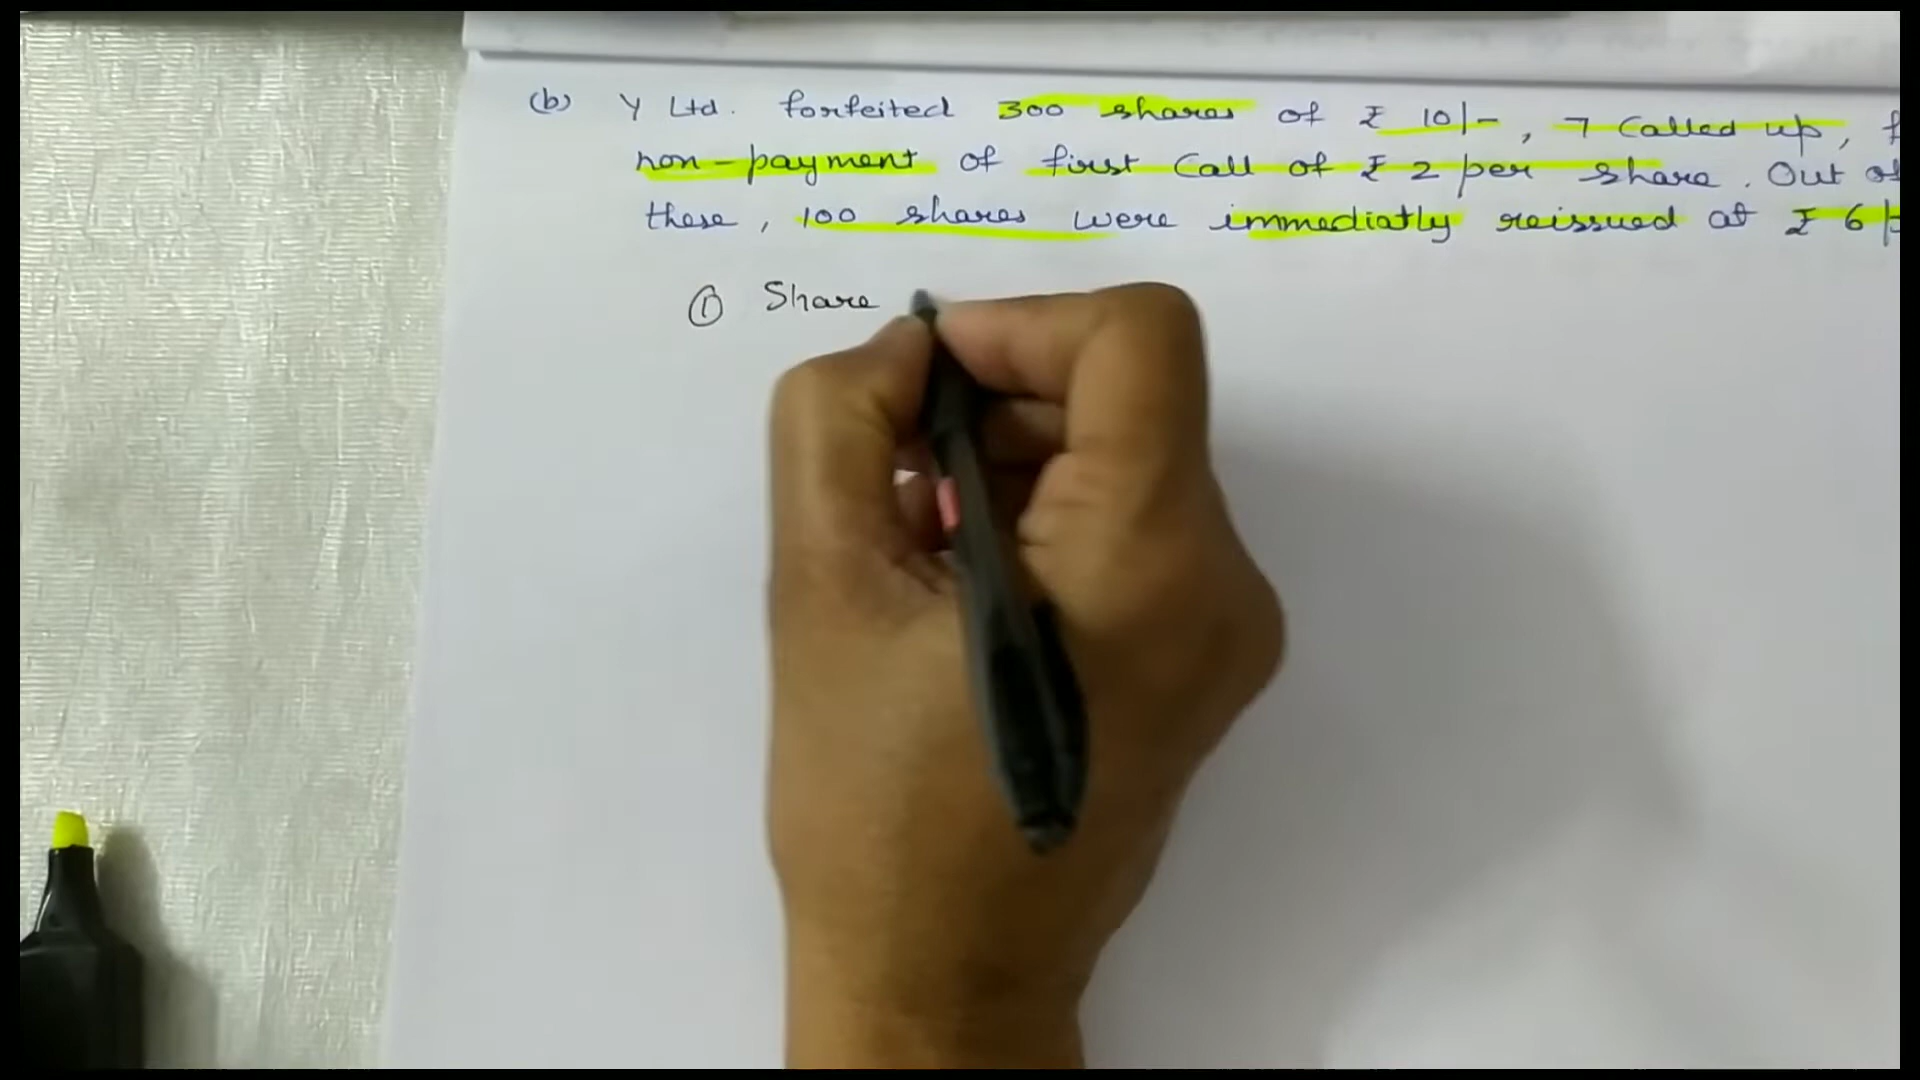 (b) Y Ltd. forfeited 300 shares of ₹ 10/-, 7 Called up,
non-payment of first Call of ₹ 2 per share. Out of
these, 100 shares were immediatly reissued at ₹ 6
① Share